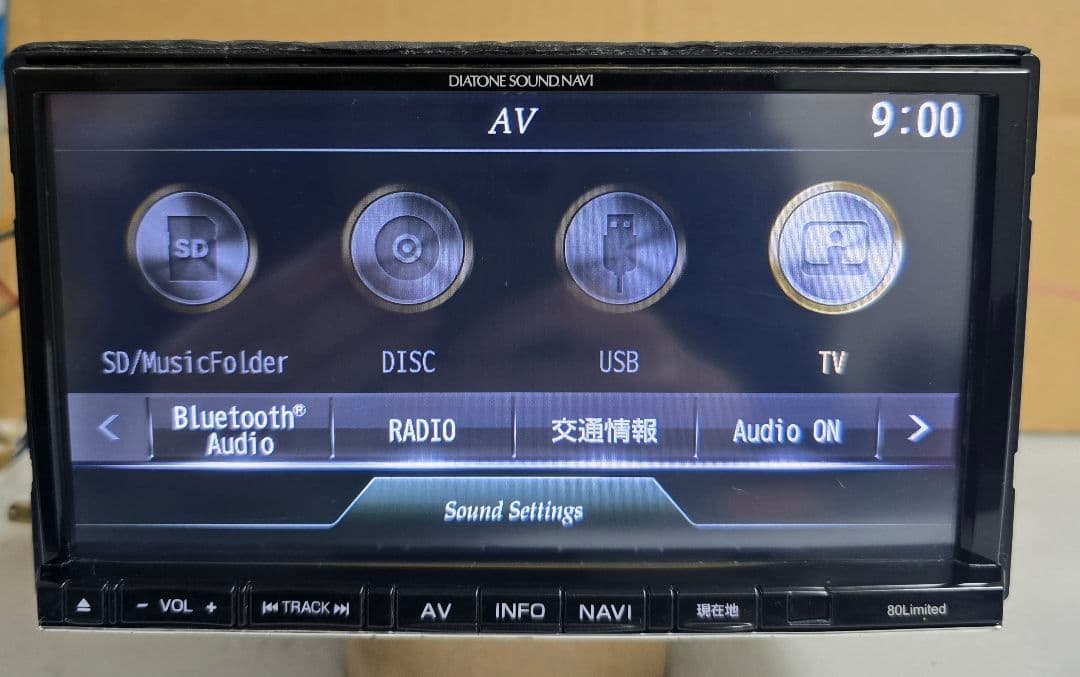 DIATONE SOUND.NAVI
AV
9:00
SD
SD/MusicFolder
DISC
USB
TV
Bluetooth®
Audio
RADIO
交通情報
Audio ON
Sound Settings
- VOL +
TRACK
AV
INFO
NAVI
現在地
80Limited